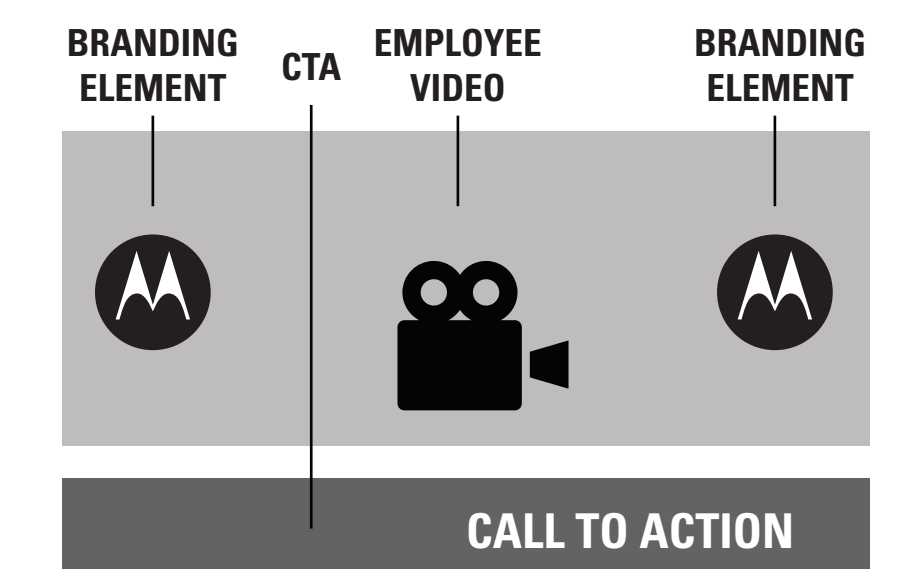 BRANDING
ELEMENT
CTA
EMPLOYEE
VIDEO
BRANDING
ELEMENT
CALL TO ACTION